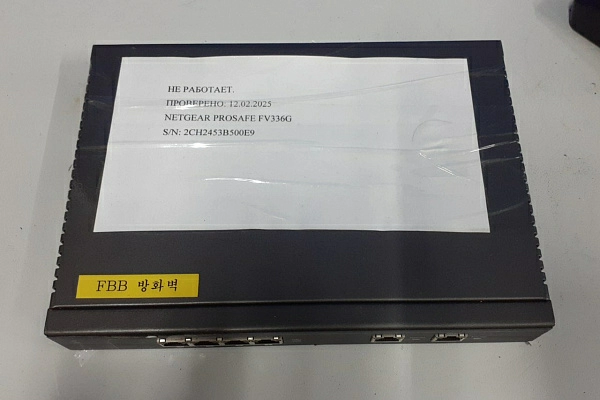 НЕ РАБОТАЕТ.
ПРОВЕРЕНО: 12.02.2025
NETGEAR PROSAFE FV336G
S/N: 2CH2453B500E9
FBB 방화벽